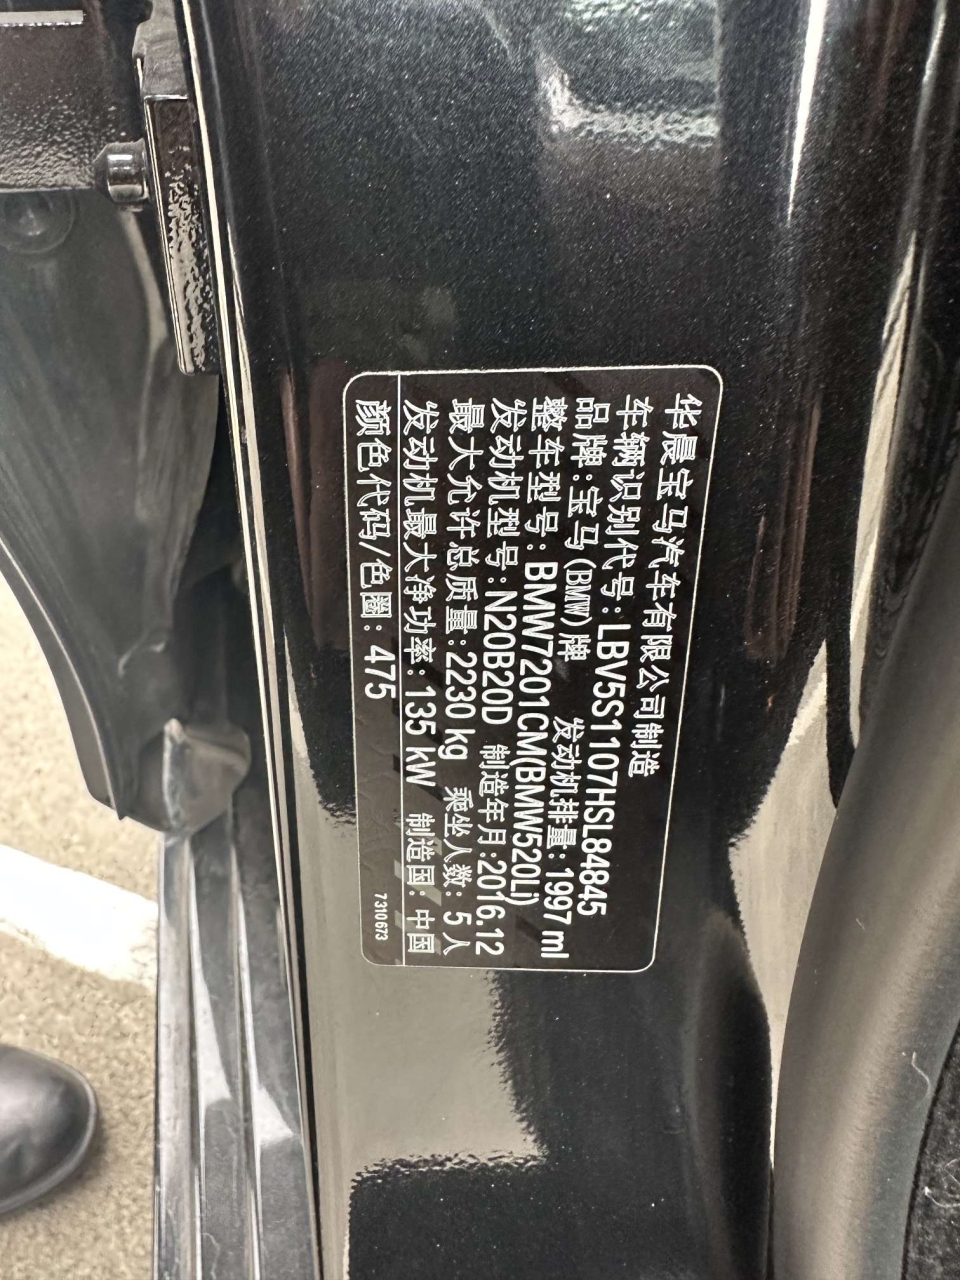 华晨宝马汽车有限公司制造
车辆识别代号:LBV5S1107HSL84845
品牌:宝马(BMW)牌 发动机排量:1997 ml
整车型号:BMW7201CM(BMW520Li)
发动机型号:N20B20D 制造年月:2016.12
最大允许总质量:2230 kg 乘坐人数:5人
发动机最大净功率:135 kW 制造国:中国
颜色代码/色圈:475 7310673